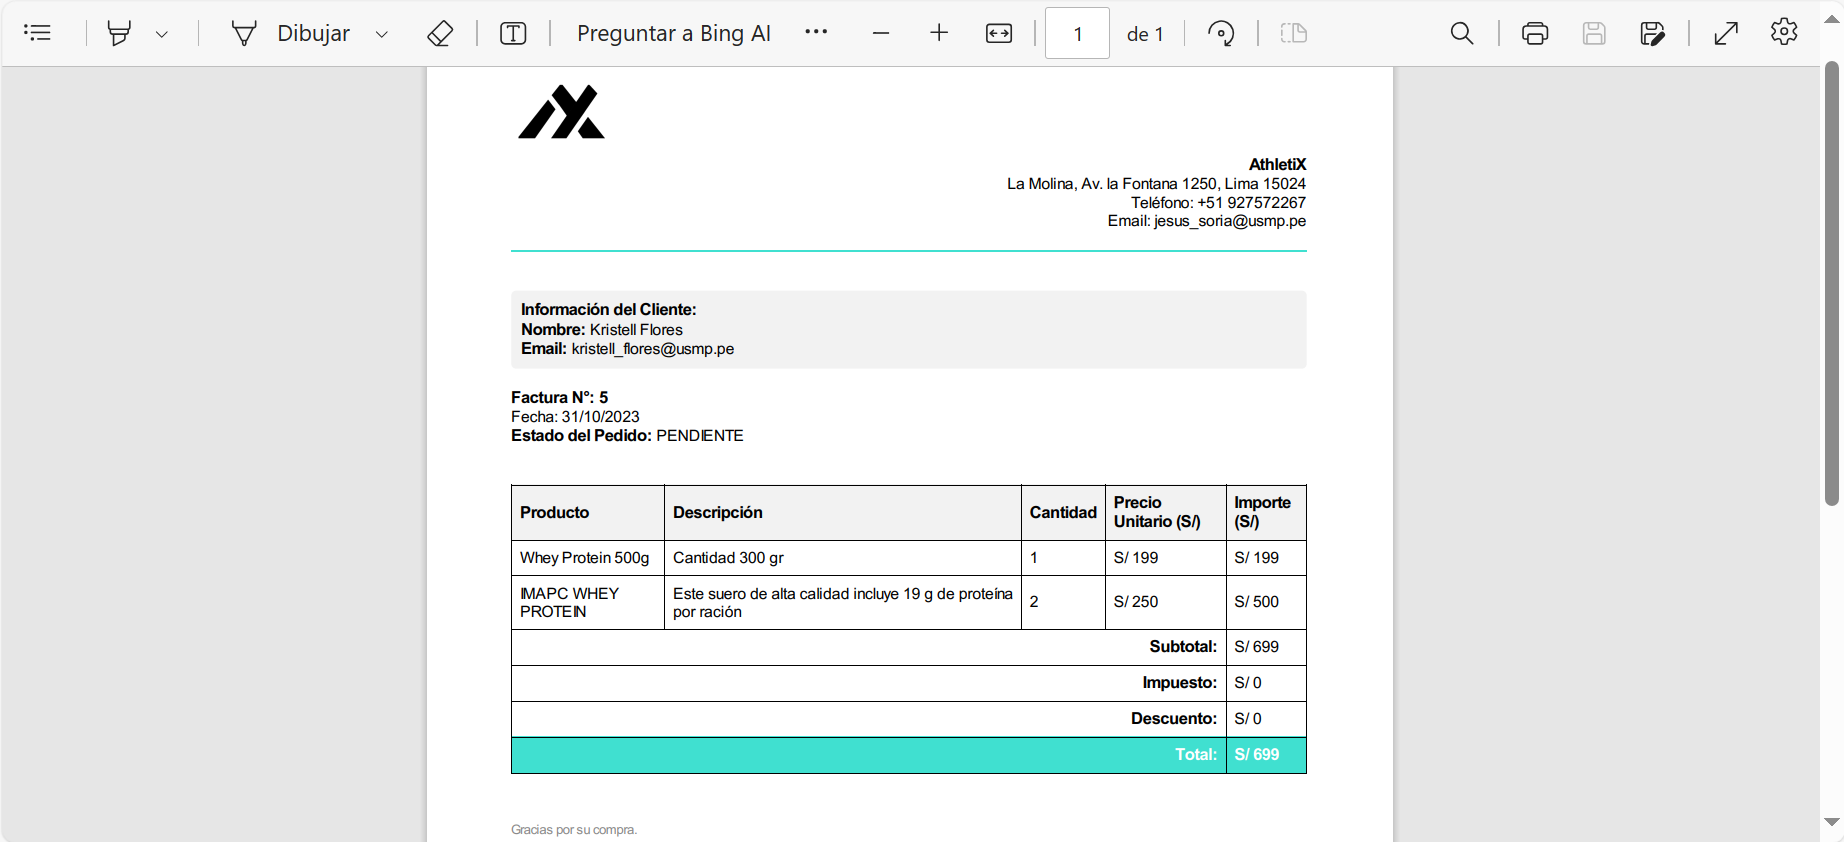 Dibujar
Preguntar a Bing AI
1 de 1
AthletiX
La Molina, Av. la Fontana 1250, Lima 15024
Teléfono: +51 927572267
Email: jesus_soria@usmp.pe
Información del Cliente:
Nombre: Kristell Flores
Email: kristell_flores@usmp.pe
Factura N°: 5
Fecha: 31/10/2023
Estado del Pedido: PENDIENTE
Producto Descripción Cantidad Precio Unitario (S/) Importe (S/)
Whey Protein 500g Cantidad 300 gr 1 S/ 199 S/ 199
IMAPC WHEY PROTEIN Este suero de alta calidad incluye 19 g de proteína por ración 2 S/ 250 S/ 500
Subtotal: S/ 699
Impuesto: S/ 0
Descuento: S/ 0
Total: S/ 699
Gracias por su compra.